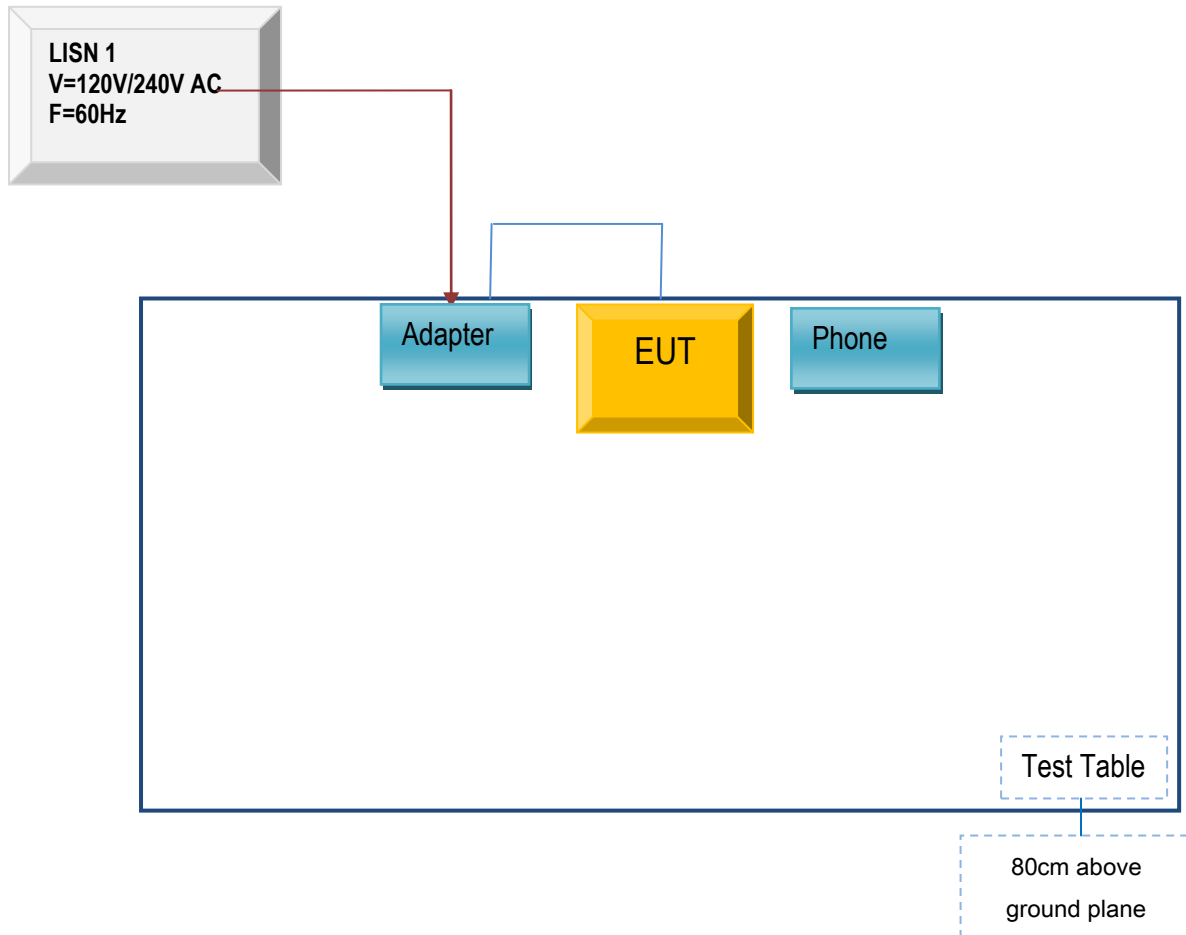 LISN 1
V=120V/240V AC
F=60Hz
Adapter
EUT
Phone
Test Table
80cm above
ground plane